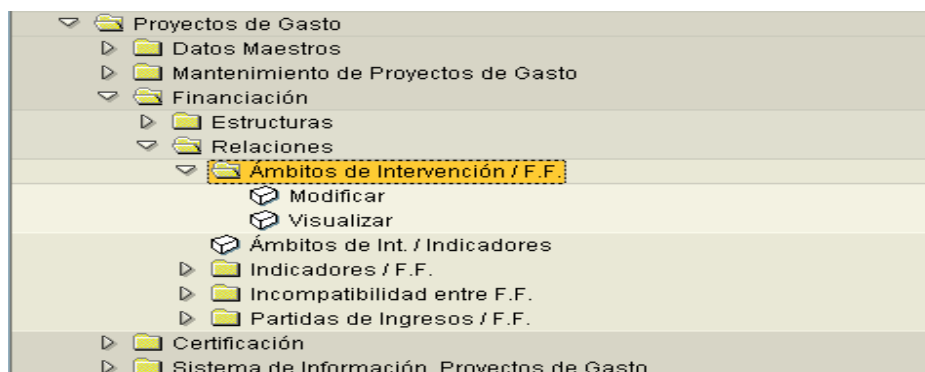 Proyectos de Gasto
Datos Maestros
Mantenimiento de Proyectos de Gasto
Financiación
Estructuras
Relaciones
Ámbitos de Intervención / F.F.
Modificar
Visualizar
Ámbitos de Int. / Indicadores
Indicadores / F.F.
Incompatibilidad entre F.F.
Partidas de Ingresos / F.F.
Certificación
Sistema de Información. Proyectos de Gasto